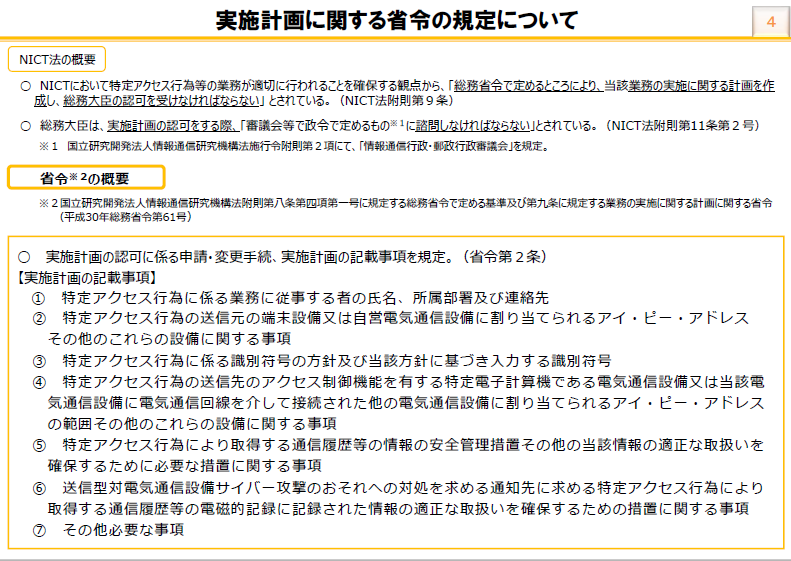 実施計画に関する省令の規定について
4
NICT法の概要
○ NICTにおいて特定アクセス行為等の業務が適切に行われることを確保する観点から、「総務省令で定めるところにより、当該業務の実施に関する計画を作
成し、総務大臣の認可を受けなければならない」とされている。（NICT法附則第９条）
○ 総務大臣は、実施計画の認可をする際、「審議会等で政令で定めるもの※１に諮問しなければならない」とされている。（NICT法附則第11条第２号）
※１ 国立研究開発法人情報通信研究機構法施行令附則第２項にて、「情報通信行政・郵政行政審議会」を規定。
省令※２の概要
※２国立研究開発法人情報通信研究機構法附則第八条第四項第一号に規定する総務省令で定める基準及び第九条に規定する業務の実施に関する計画に関する省令
（平成30年総務省令第61号）
○ 実施計画の認可に係る申請・変更手続、実施計画の記載事項を規定。（省令第２条）
【実施計画の記載事項】
① 特定アクセス行為に係る業務に従事する者の氏名、所属部署及び連絡先
② 特定アクセス行為の送信元の端末設備又は自営電気通信設備に割り当てられるアイ・ピー・アドレス
その他のこれらの設備に関する事項
③ 特定アクセス行為に係る識別符号の方針及び当該方針に基づき入力する識別符号
④ 特定アクセス行為の送信先のアクセス制御機能を有する特定電子計算機である電気通信設備又は当該電
気通信設備に電気通信回線を介して接続された他の電気通信設備に割り当てられるアイ・ピー・アドレス
の範囲その他のこれらの設備に関する事項
⑤ 特定アクセス行為により取得する通信履歴等の情報の安全管理措置その他の当該情報の適正な取扱いを
確保するために必要な措置に関する事項
⑥ 送信型対電気通信設備サイバー攻撃のおそれへの対処を求める通知先に求める特定アクセス行為により
取得する通信履歴等の電磁的記録に記録された情報の適正な取扱いを確保するための措置に関する事項
⑦ その他必要な事項